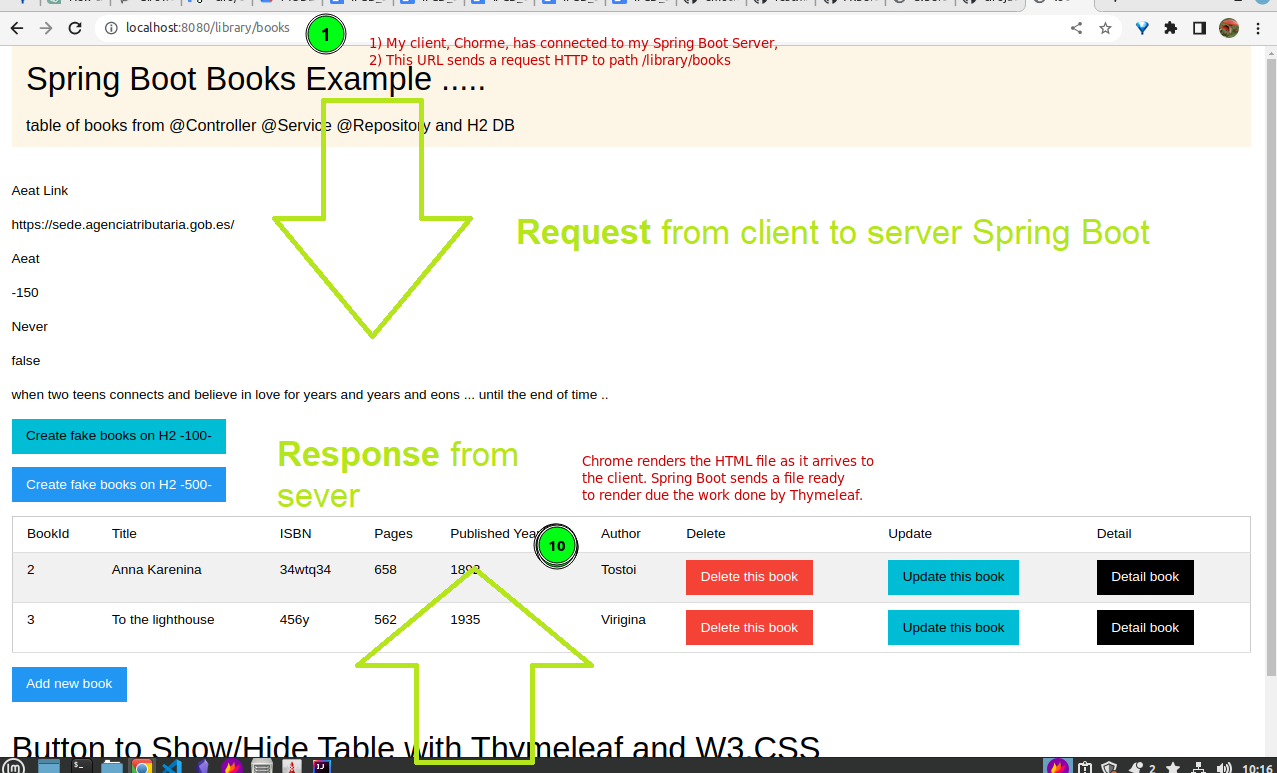 localhost:8080/library/books
1
1) My client, Chorme, has connected to my Spring Boot Server,
2) This URL sends a request HTTP to path /library/books
Spring Boot Books Example .....
table of books from @Controller @Service @Repository and H2 DB
Aeat Link
https://sede.agenciatributaria.gob.es/
Request from client to server Spring Boot
Aeat
-150
Never
false
when two teens connects and believe in love for years and years and eons ... until the end of time ..
Create fake books on H2 -100-
Create fake books on H2 -500-
Response from
sever
Chrome renders the HTML file as it arrives to
the client. Spring Boot sends a file ready
to render due the work done by Thymeleaf.
BookId Title ISBN Pages Published Year Author Delete Update Detail
10
2 Anna Karenina 34wtq34 658 Tostoi Delete this book Update this book Detail book
3 To the lighthouse 456y 562 1935 Virigina Delete this book Update this book Detail book
Add new book
Button to Show/Hide Table with Thymeleaf and W3.CSS
2 10:16